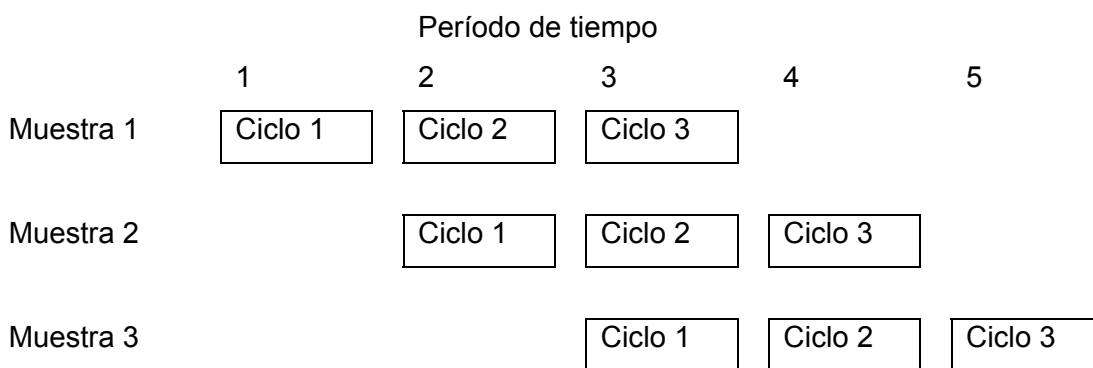 Período de tiempo
1 2 3 4 5
Muestra 1 Ciclo 1 Ciclo 2 Ciclo 3
Muestra 2 Ciclo 1 Ciclo 2 Ciclo 3
Muestra 3 Ciclo 1 Ciclo 2 Ciclo 3